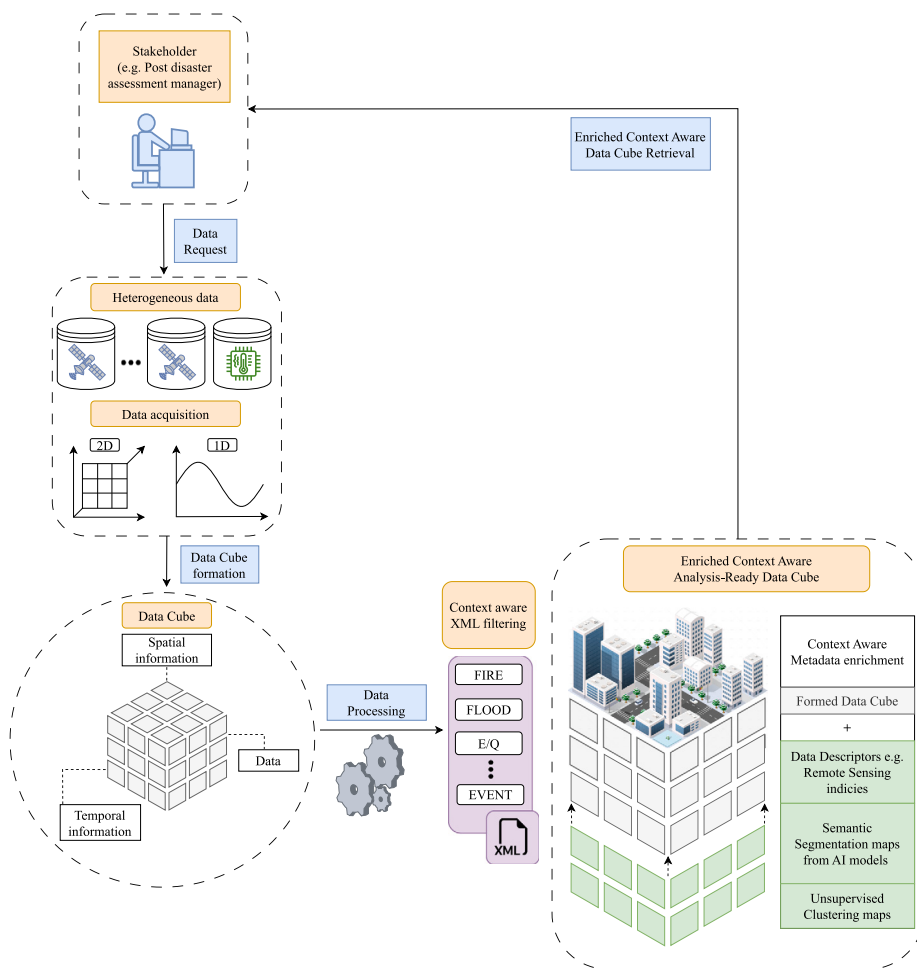 Stakeholder
(e.g. Post disaster
assessment manager)
Enriched Context Aware
Data Cube Retrieval
Data
Request
Heterogeneous data
Data acquisition
2D
1D
Data Cube
formation
Data Cube
Spatial
information
Data
Temporal
information
Data
Processing
Context aware
XML filtering
FIRE
FLOOD
E/Q
EVENT
XML
Enriched Context Aware
Analysis-Ready Data Cube
Context Aware
Metadata enrichment
Formed Data Cube
+
Data Descriptors e.g.
Remote Sensing
indicies
Semantic
Segmentation maps
from AI models
Unsupervised
Clustering maps